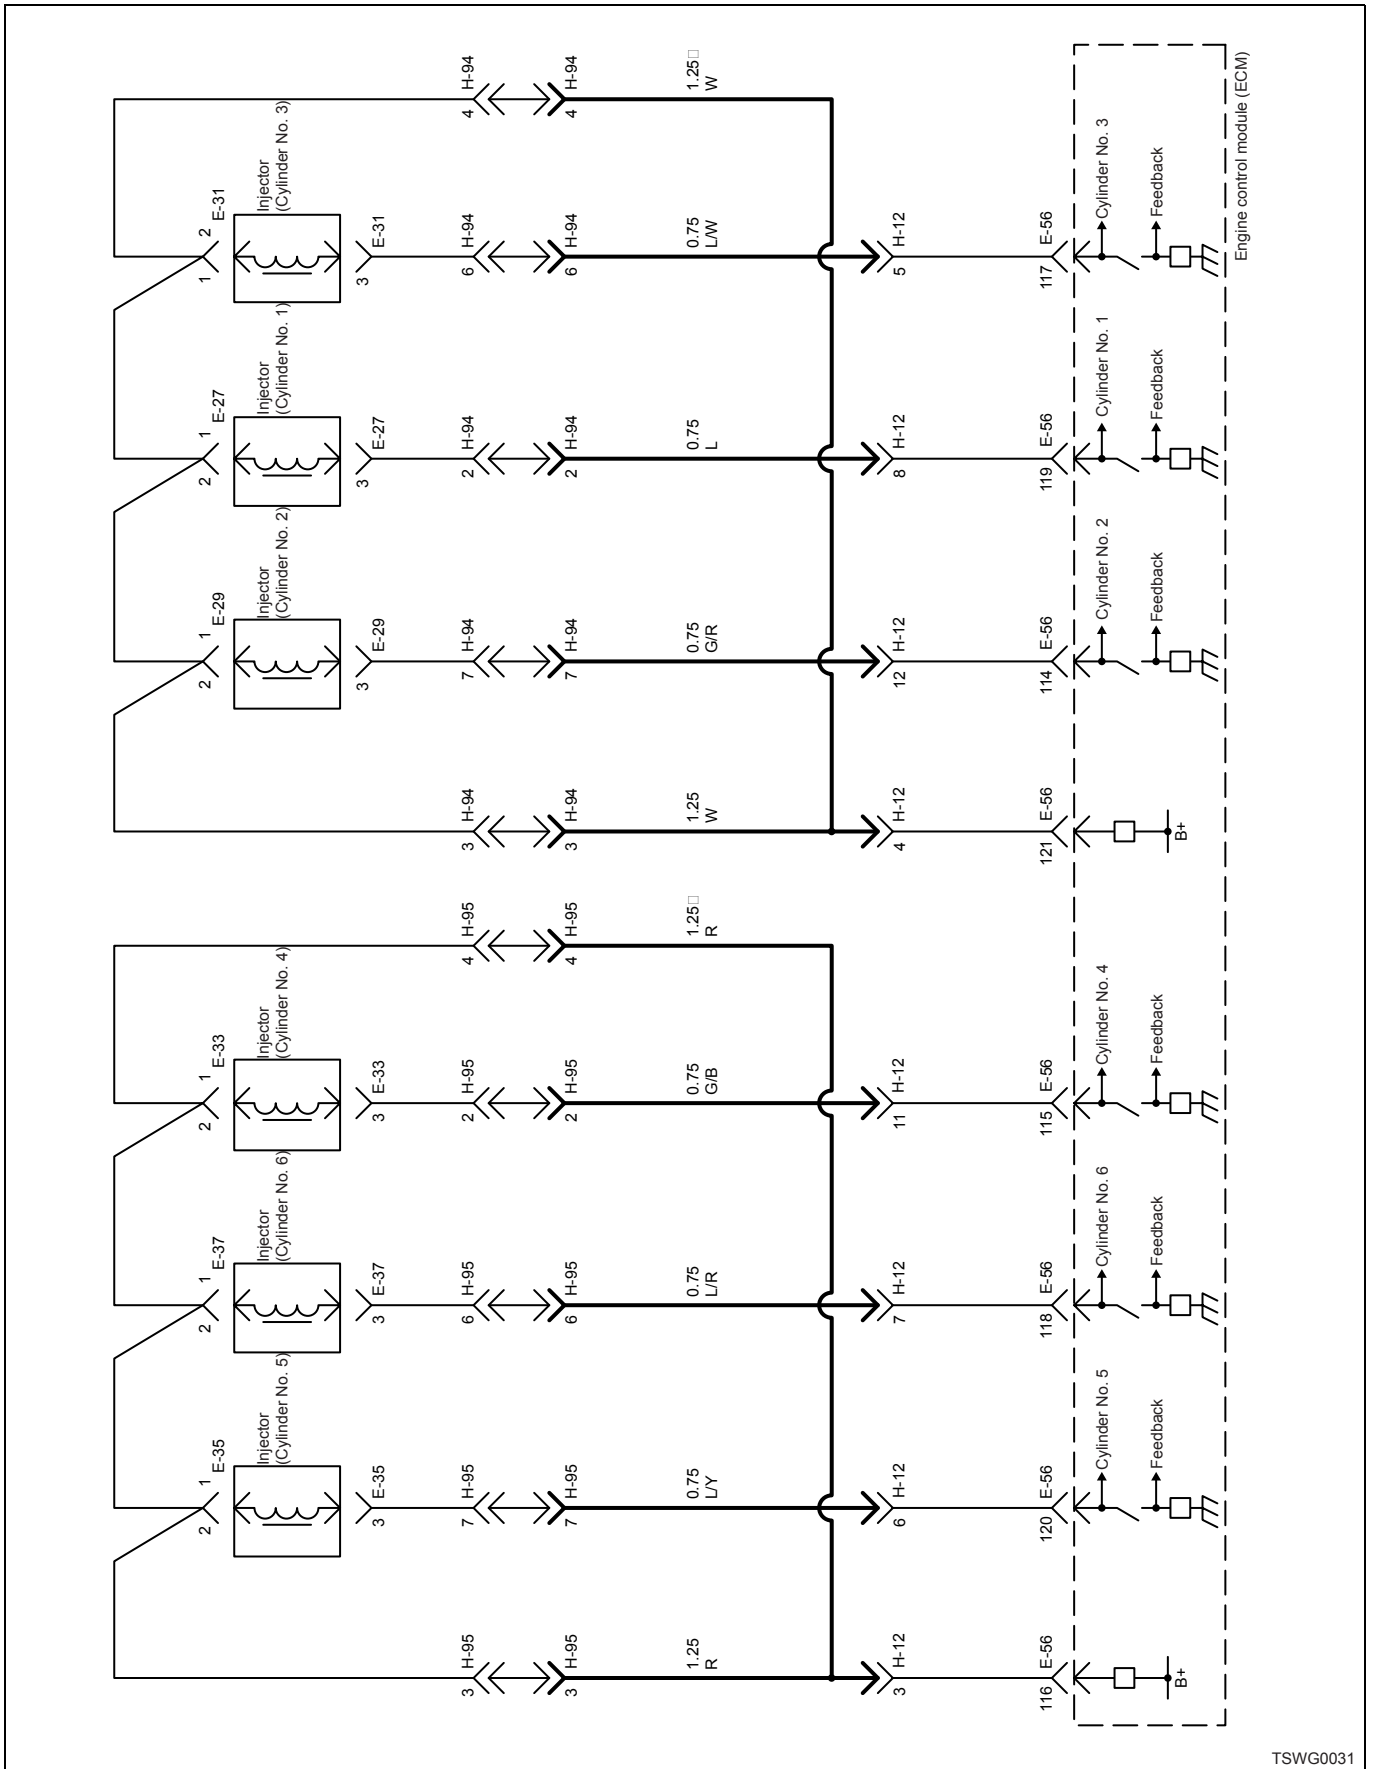 H-94
4
H-94
4
1.25□
W
2
E-31
1
Injector
(Cylinder No. 3)
E-31
3
H-94
6
H-94
6
0.75
L/W
H-12
5
E-56
117
Cylinder No. 3
Feedback
Engine control module (ECM)
1
E-27
2
Injector
(Cylinder No. 1)
E-27
3
H-94
2
H-94
2
0.75
L
H-12
8
E-56
119
Cylinder No. 1
Feedback
1
E-29
2
Injector
(Cylinder No. 2)
E-29
3
H-94
7
H-94
7
0.75
G/R
H-12
12
E-56
114
Cylinder No. 2
Feedback
H-94
3
H-94
3
1.25
W
H-12
4
E-56
121
B+
H-95
4
H-95
4
1.25□
R
1
E-33
2
Injector
(Cylinder No. 4)
E-33
3
H-95
2
H-95
2
0.75
G/B
H-12
11
E-56
115
Cylinder No. 4
Feedback
1
E-37
2
Injector
(Cylinder No. 6)
E-37
3
H-95
6
H-95
6
0.75
L/R
H-12
7
E-56
118
Cylinder No. 6
Feedback
1
E-35
2
Injector
(Cylinder No. 5)
E-35
3
H-95
7
H-95
7
0.75
L/Y
H-12
6
E-56
120
Cylinder No. 5
Feedback
H-95
3
H-95
3
1.25
R
H-12
3
E-56
116
B+
TSWG0031